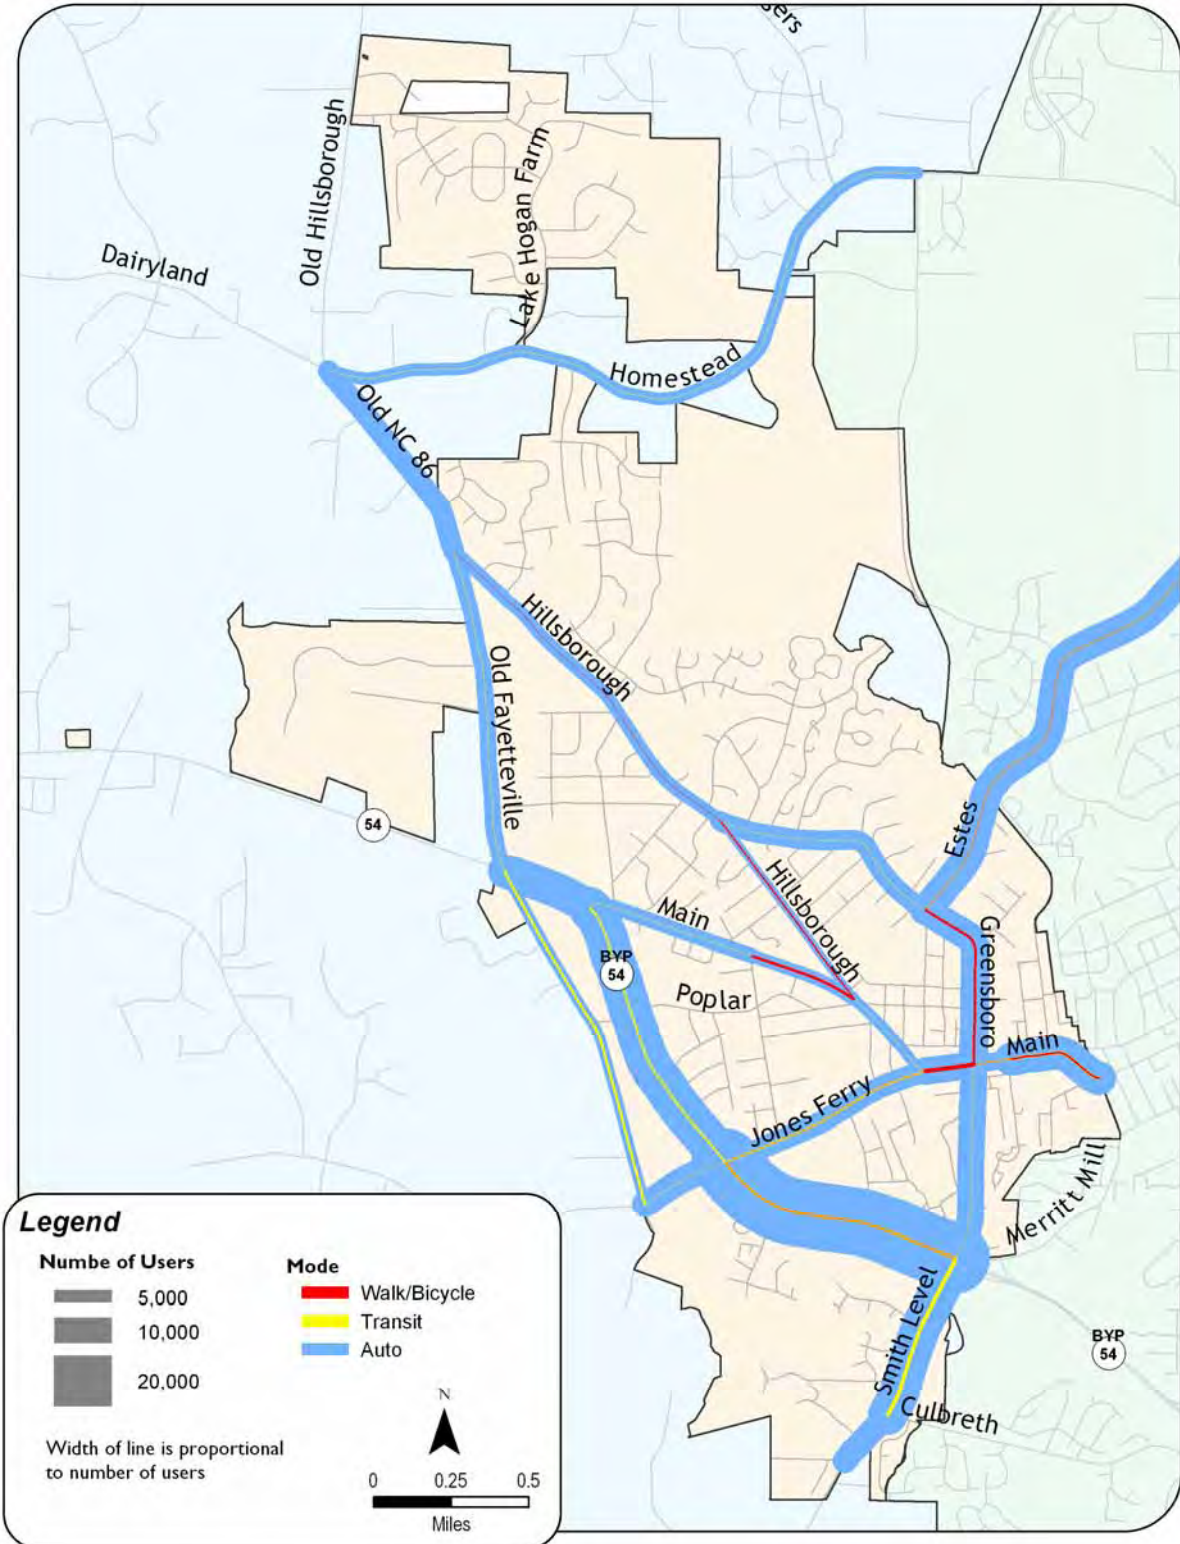 Old Hillsborough
Lake Hogan Farm
Dairyland
Homestead
Old NC 86
Hillsborough
Old Fayetteville
54
Estes
Hillsborough
Main
Greensboro
BYP
54
Poplar
Main
Jones Ferry
Merritt Mill
Smith Level
BYP
54
Culbreth
Legend
Numbe of Users
5,000
10,000
20,000
Width of line is proportional
to number of users
Mode
Walk/Bicycle
Transit
Auto
N
0 0.25 0.5
Miles